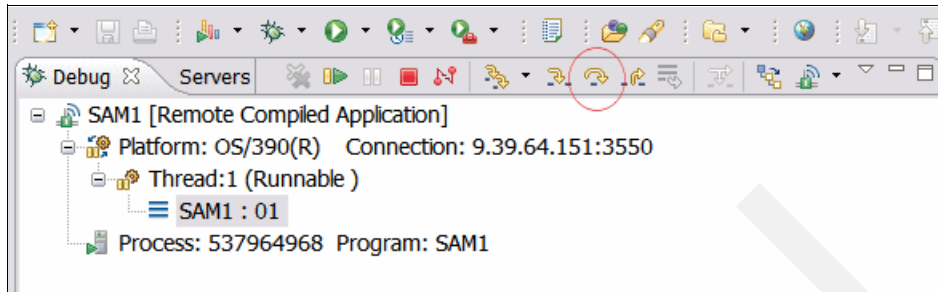 Debug Servers
SAM1 [Remote Compiled Application]
Platform: OS/390(R) Connection: 9.39.64.151:3550
Thread:1 (Runnable )
SAM1 : 01
Process: 537964968 Program: SAM1